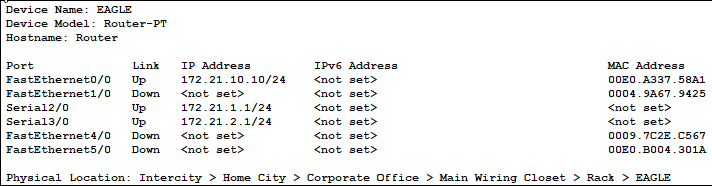 Device Name: EAGLE
Device Model: Router-PT
Hostname: Router
Port Link IP Address IPv6 Address MAC Address
FastEthernet0/0 Up 172.21.10.10/24 <not set> 00E0.A337.58A1
FastEthernet1/0 Down <not set> <not set> 0004.9A67.9425
Serial2/0 Up 172.21.1.1/24 <not set> <not set>
Serial3/0 Up 172.21.2.1/24 <not set> <not set>
FastEthernet4/0 Down <not set> <not set> 0009.7C2E.C567
FastEthernet5/0 Down <not set> <not set> 00E0.B004.301A
Physical Location: Intercity > Home City > Corporate Office > Main Wiring Closet > Rack > EAGLE